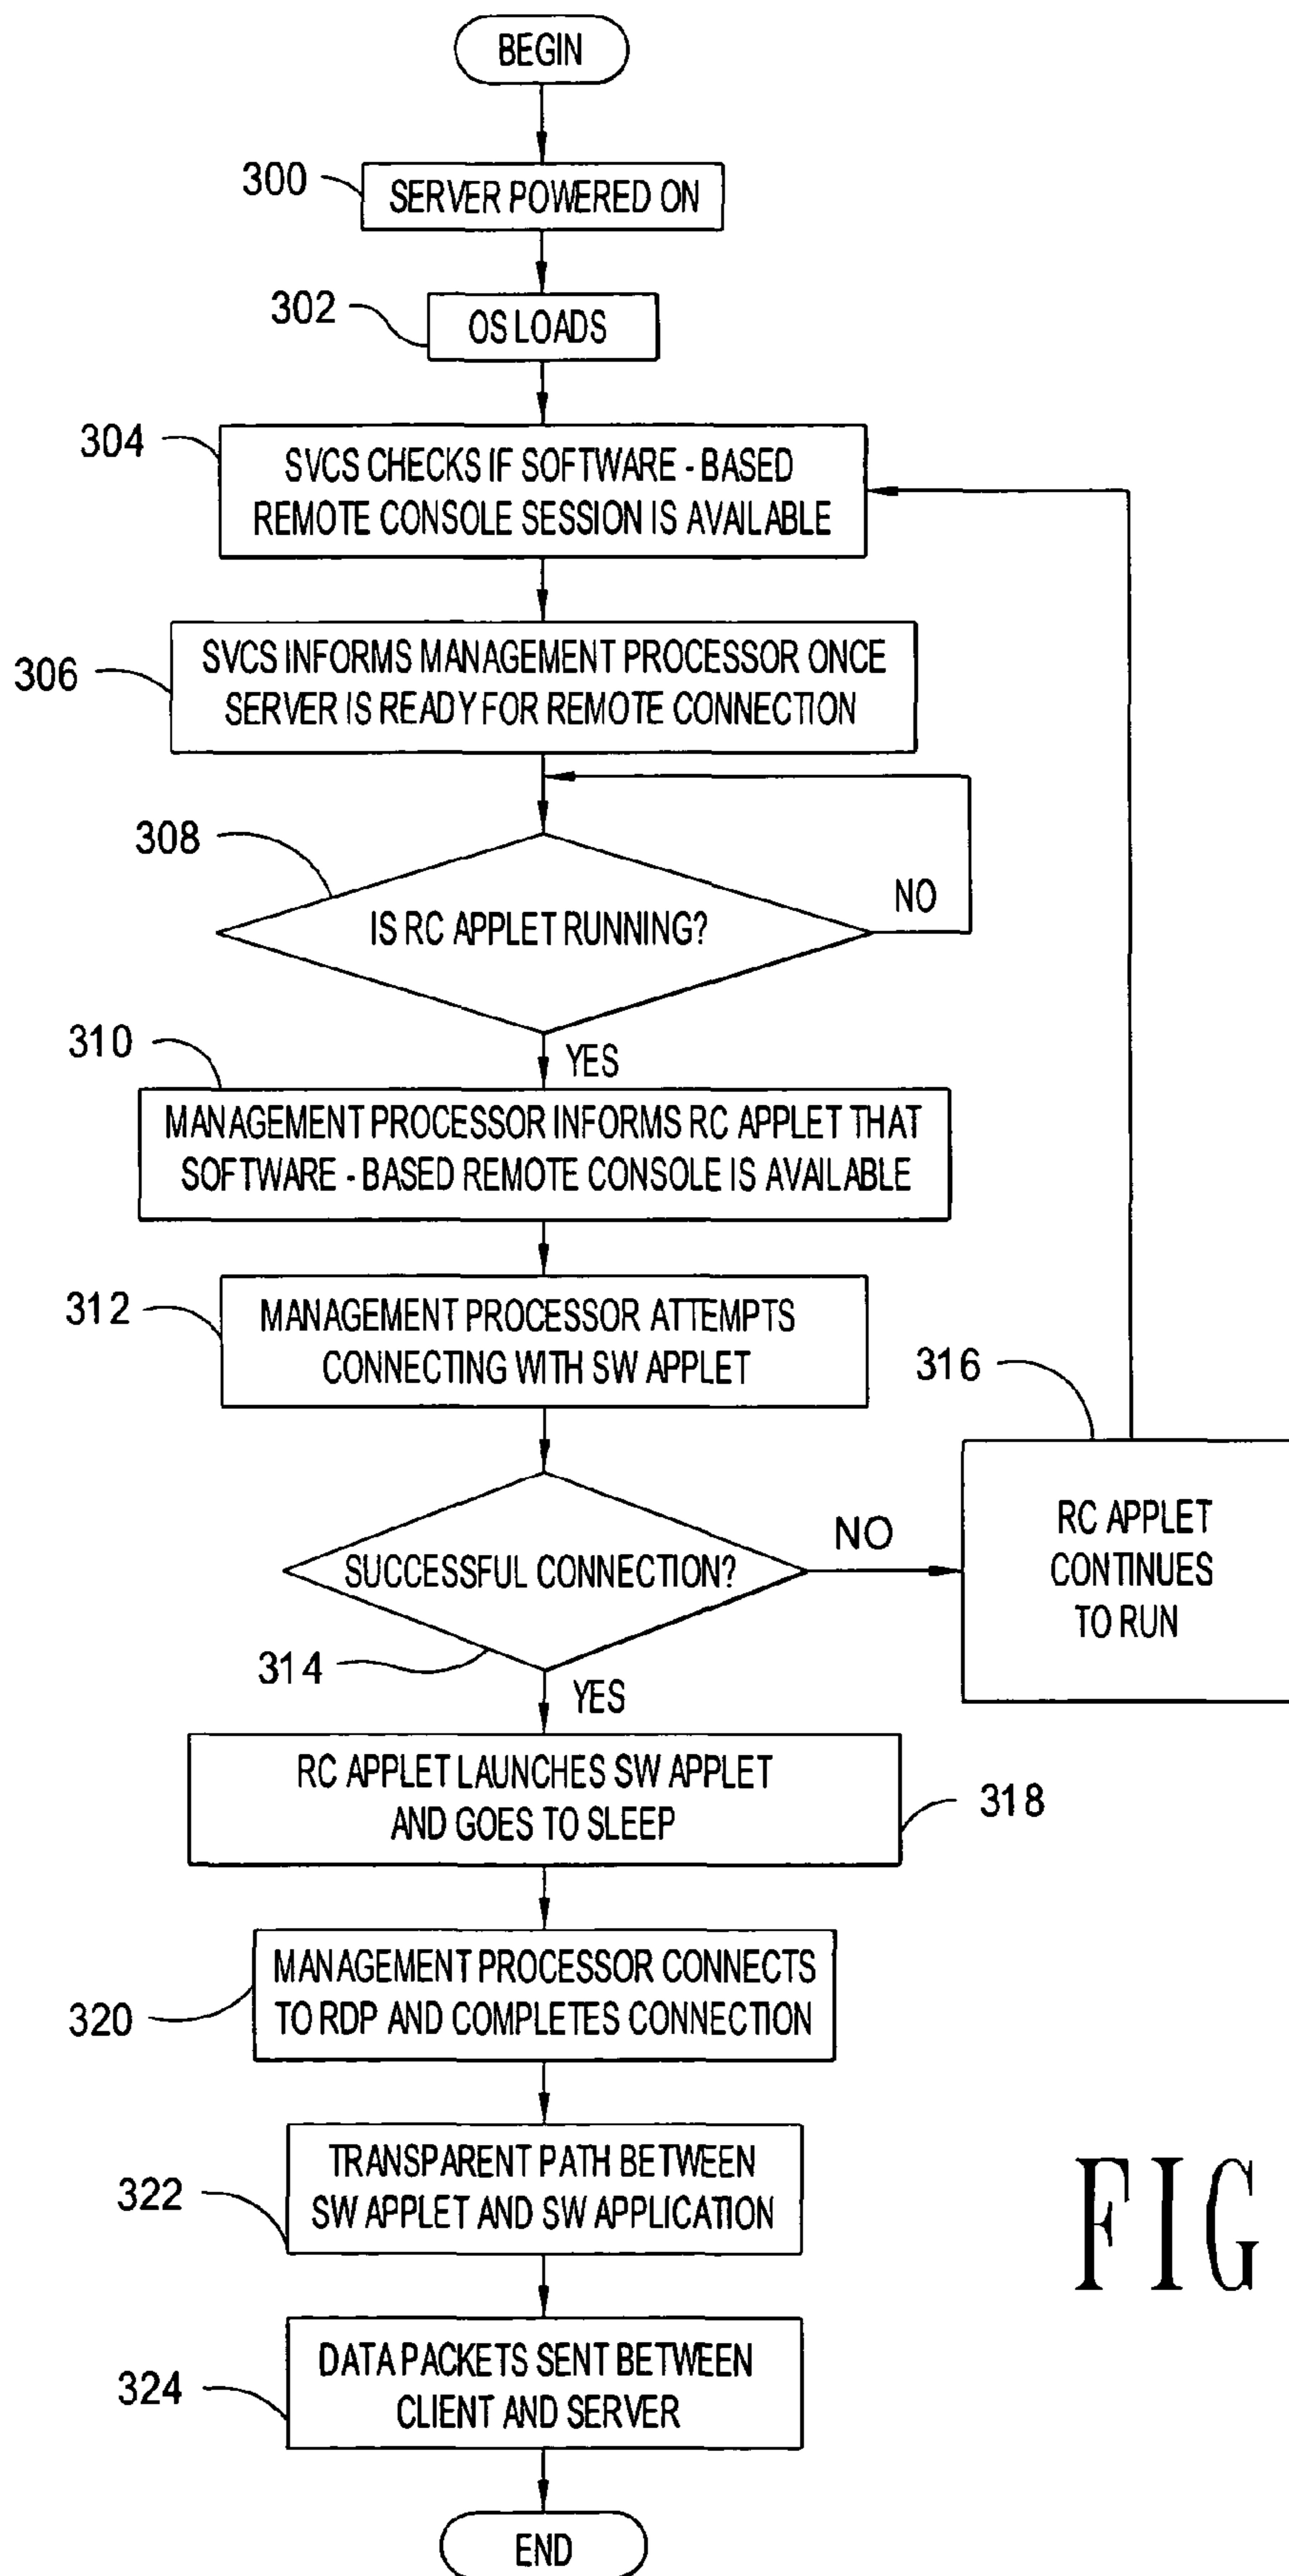 BEGIN
300
SERVER POWERED ON
302
OS LOADS
304
SVCS CHECKS IF SOFTWARE - BASED
REMOTE CONSOLE SESSION IS AVAILABLE
306
SVCS INFORMS MANAGEMENT PROCESSOR ONCE
SERVER IS READY FOR REMOTE CONNECTION
308
IS RC APPLET RUNNING?
NO
YES
310
MANAGEMENT PROCESSOR INFORMS RC APPLET THAT
SOFTWARE - BASED REMOTE CONSOLE IS AVAILABLE
312
MANAGEMENT PROCESSOR ATTEMPTS
CONNECTING WITH SW APPLET
316
RC APPLET
CONTINUES
TO RUN
SUCCESSFUL CONNECTION?
NO
314
YES
RC APPLET LAUNCHES SW APPLET
AND GOES TO SLEEP
318
MANAGEMENT PROCESSOR CONNECTS
TO RDP AND COMPLETES CONNECTION
320
TRANSPARENT PATH BETWEEN
SW APPLET AND SW APPLICATION
322
FIG
DATA PACKETS SENT BETWEEN
CLIENT AND SERVER
324
END